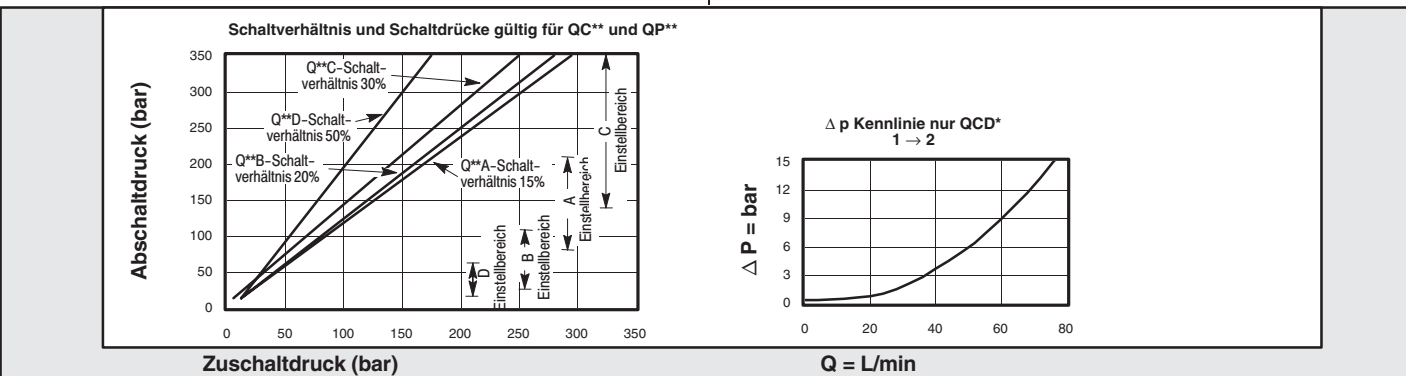 Schaltverhältnis und Schaltdrücke gültig für QC** und QP**
Abschaltdruck (bar)
350
300
250
200
150
100
50
0
Q**C-Schalt-
verhältnis 30%
Q**D-Schalt-
verhältnis 50%
Q**B-Schalt-
verhältnis 20%
Q**A-Schalt-
verhältnis 15%
D
Einstellbereich
B
Einstellbereich
A
Einstellbereich
C
Einstellbereich
0 50 100 150 200 250 300 350
Zuschaltdruck (bar)
Δ p Kennlinie nur QCD*
1 → 2
△ P = bar
15
12
9
6
3
0
0 20 40 60 80
Q = L/min